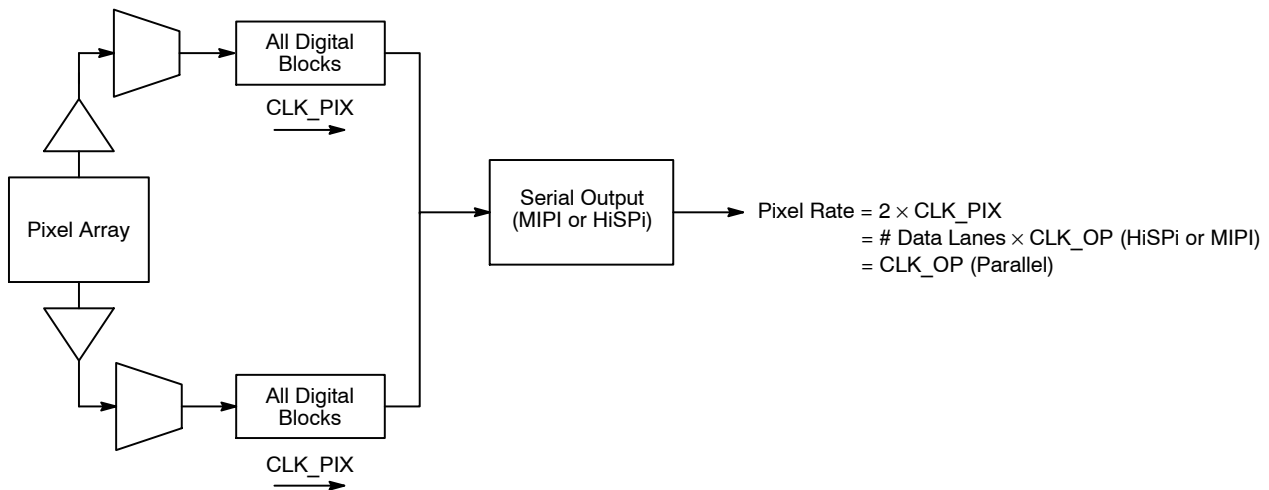 All Digital
Blocks
CLK_PIX
Pixel Array
Serial Output
(MIPI or HiSPi)
Pixel Rate = 2 × CLK_PIX
= # Data Lanes × CLK_OP (HiSPi or MIPI)
= CLK_OP (Parallel)
All Digital
Blocks
CLK_PIX